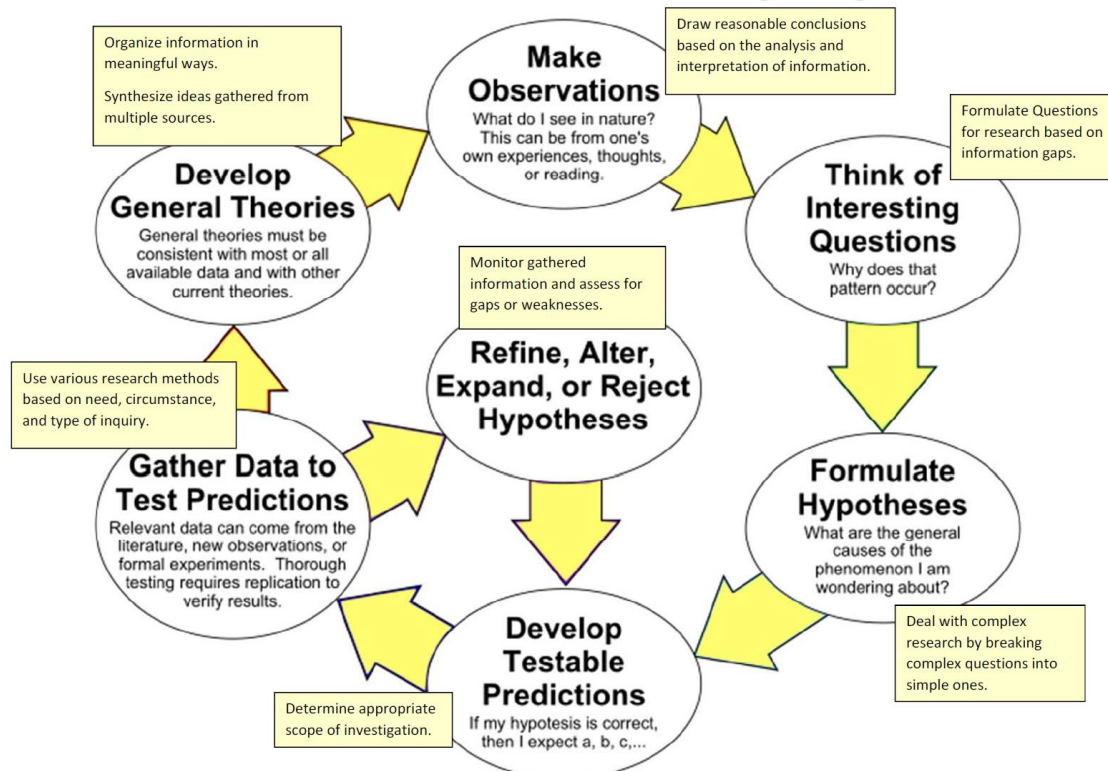 Organize information in
meaningful ways.
Synthesize ideas gathered from
multiple sources.
Make
Observations
What do I see in nature?
This can be from one's
own experiences, thoughts,
or reading.
Draw reasonable conclusions
based on the analysis and
interpretation of information.
Formulate Questions
for research based on
information gaps.
Think of
Interesting
Questions
Why does that
pattern occur?
Develop
General Theories
General theories must be
consistent with most or all
available data and with other
current theories.
Monitor gathered
information and assess for
gaps or weaknesses.
Refine, Alter,
Expand, or Reject
Hypotheses
Use various research methods
based on need, circumstance,
and type of inquiry.
Gather Data to
Test Predictions
Relevant data can come from the
literature, new observations, or
formal experiments. Thorough
testing requires replication to
verify results.
Formulate
Hypotheses
What are the general
causes of the
phenomenon I am
wondering about?
Deal with complex
research by breaking
complex questions into
simple ones.
Develop
Testable
Predictions
If my hypotesis is correct,
then I expect a, b, c,...
Determine appropriate
scope of investigation.